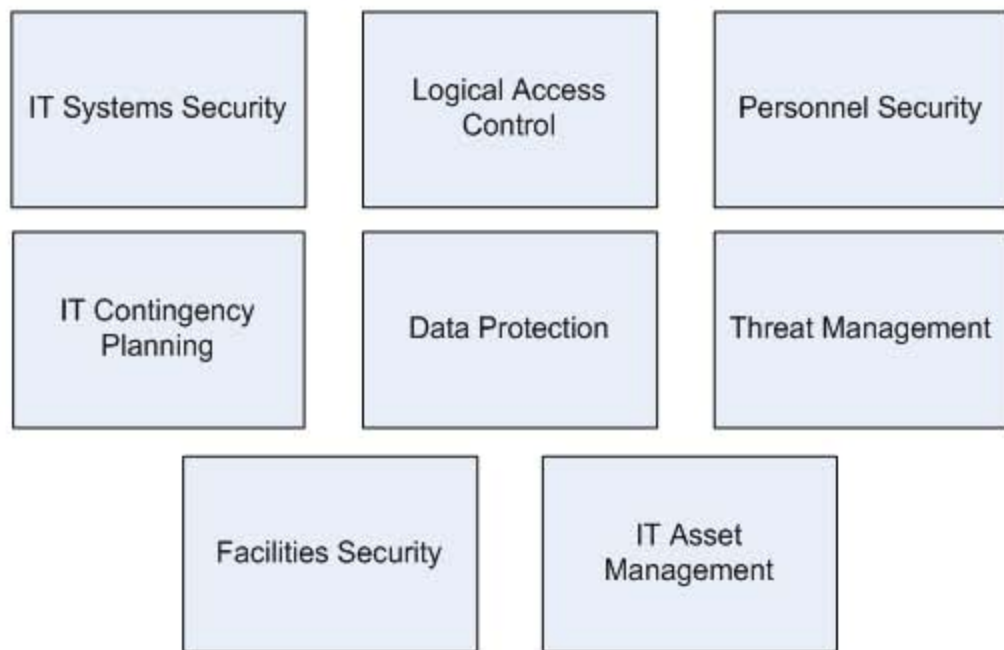 IT Systems Security
Logical Access
Control
Personnel Security
IT Contingency
Planning
Data Protection
Threat Management
Facilities Security
IT Asset
Management